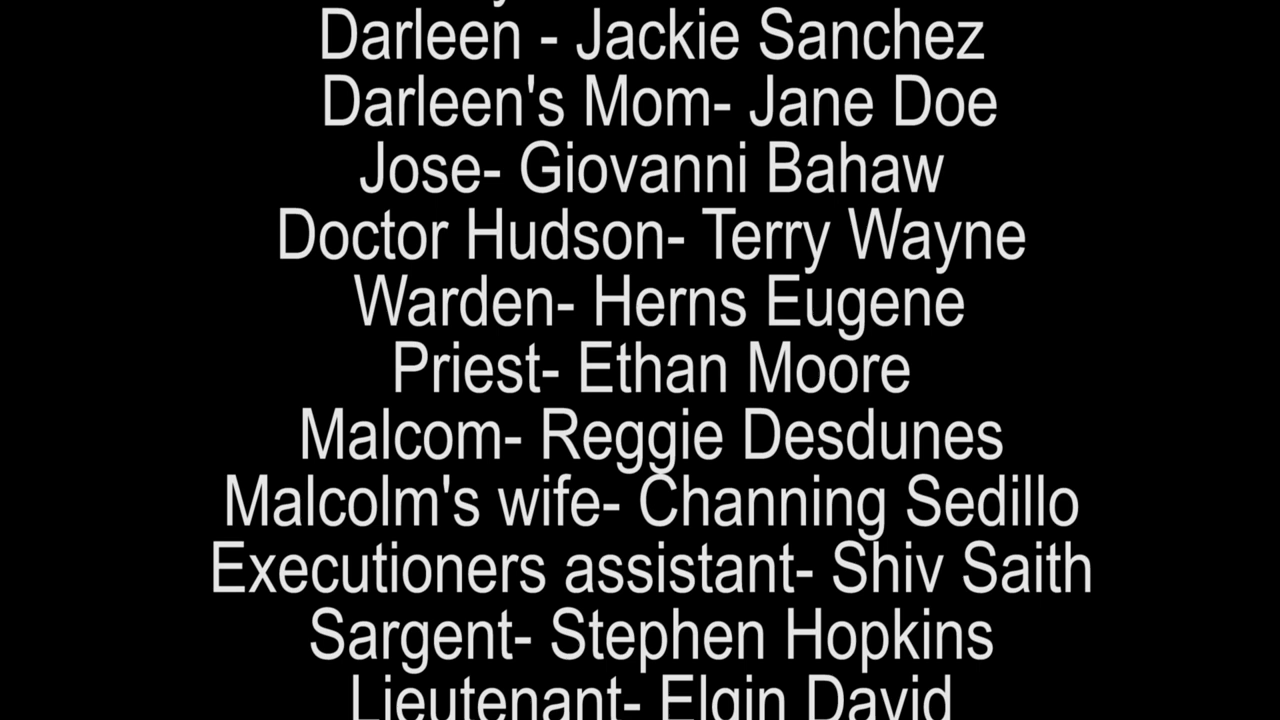 Darleen - Jackie Sanchez
Darleen's Mom- Jane Doe
Jose- Giovanni Bahaw
Doctor Hudson- Terry Wayne
Warden- Herns Eugene
Priest- Ethan Moore
Malcom- Reggie Desdunes
Malcolm's wife- Channing Sedillo
Executioners assistant- Shiv Saith
Sargent- Stephen Hopkins
Lieutenant- Elgin David